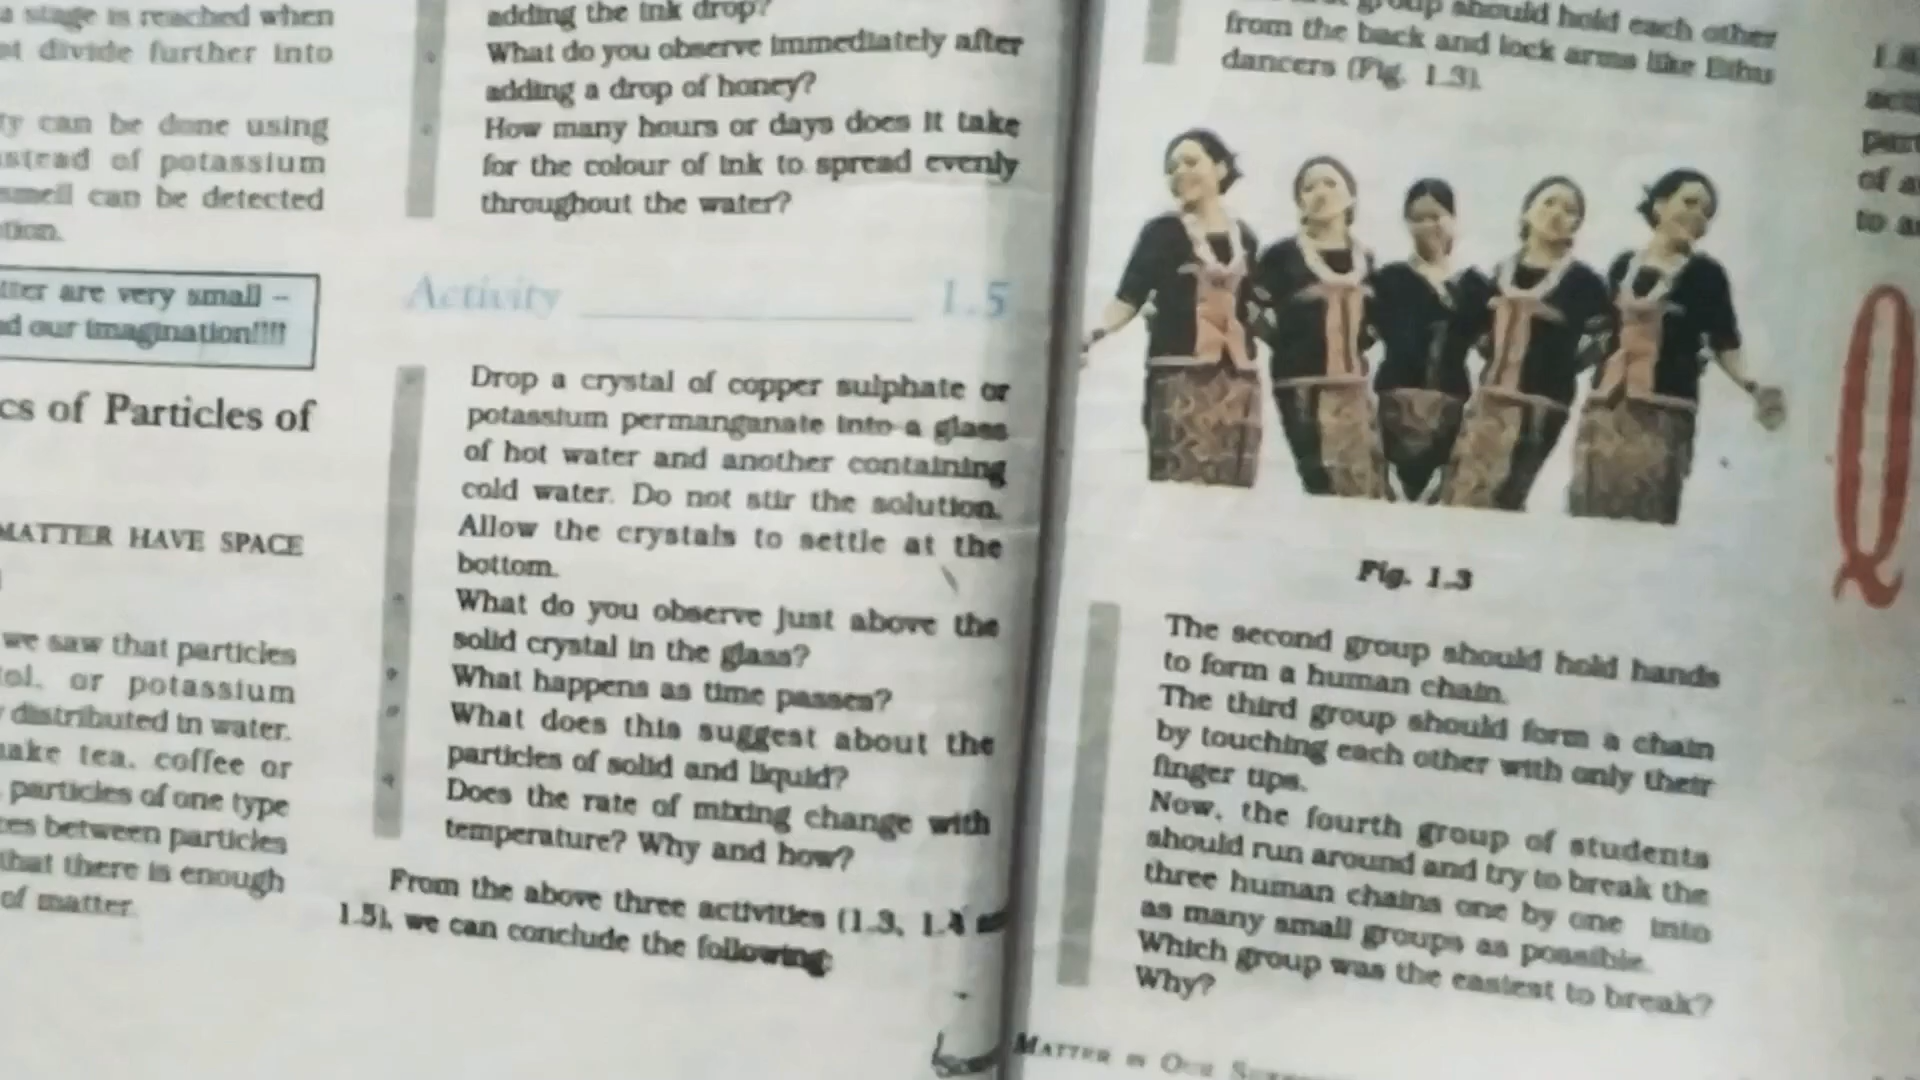 a stage is reached when
divide further into
can be done using
of potassium
smell can be detected
are very small –
our imagination!!!!
of Particles of
MATTER HAVE SPACE
we saw that particles
or potassium
distributed in water.
tea, coffee or
particles of one type
between particles
that there is enough
of matter.
adding the ink drop?
What do you observe immediately after
adding a drop of honey?
How many hours or days does it take
for the colour of ink to spread evenly
throughout the water?
Activity 1.5
Drop a crystal of copper sulphate or
potassium permanganate into a glass
of hot water and another containing
cold water. Do not stir the solution.
Allow the crystals to settle at the
bottom.
What do you observe just above the
solid crystal in the glass?
What happens as time passes?
What does this suggest about the
particles of solid and liquid?
Does the rate of mixing change with
temperature? Why and how?
From the above three activities (1.3, 1.4
1.5), we can conclude the following:
group should hold each other
from the back and lock arms like Bihu
dancers (Fig. 1.3).
Fig. 1.3
The second group should hold hands
to form a human chain.
The third group should form a chain
by touching each other with only their
finger tips.
Now, the fourth group of students
should run around and try to break the
three human chains one by one into
as many small groups as possible.
Which group was the easiest to break?
Why?
MATTER IN OUR
of
to
Q